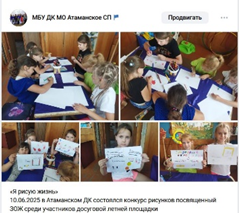 МБУ ДК МО Атаманское СП
Продвигать
«Я рисую жизнь»
10.06.2025 в Атаманском ДК состоялся конкурс рисунков посвященный
ЗОЖ среди участников досуговой летней площадки